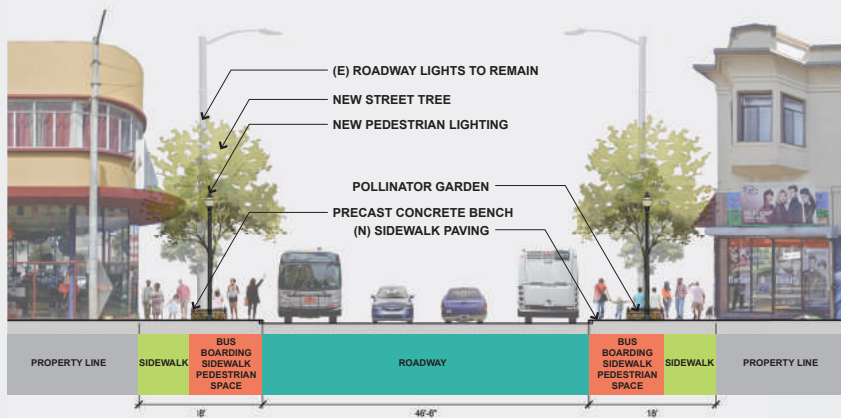 (E) ROADWAY LIGHTS TO REMAIN
NEW STREET TREE
NEW PEDESTRIAN LIGHTING
POLLINATOR GARDEN
PRECAST CONCRETE BENCH
(N) SIDEWALK PAVING
PROPERTY LINE
SIDEWALK
BUS
BOARDING
SIDEWALK
PEDESTRIAN
SPACE
ROADWAY
BUS
BOARDING
SIDEWALK
PEDESTRIAN
SPACE
SIDEWALK
PROPERTY LINE
46'-6"
18'